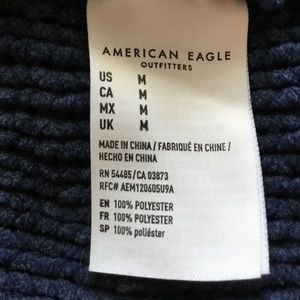 AMERICAN EAGLE
OUTFITTERS
US M
CA M
MX M
UK M
MADE IN CHINA / FABRIQUÉ EN CHINE /
HECHO EN CHINA
RN 54485/CA 03873
RFC# AEM120605U9A
EN 100% POLYESTER
FR 100% POLYESTER
SP 100% poliéster